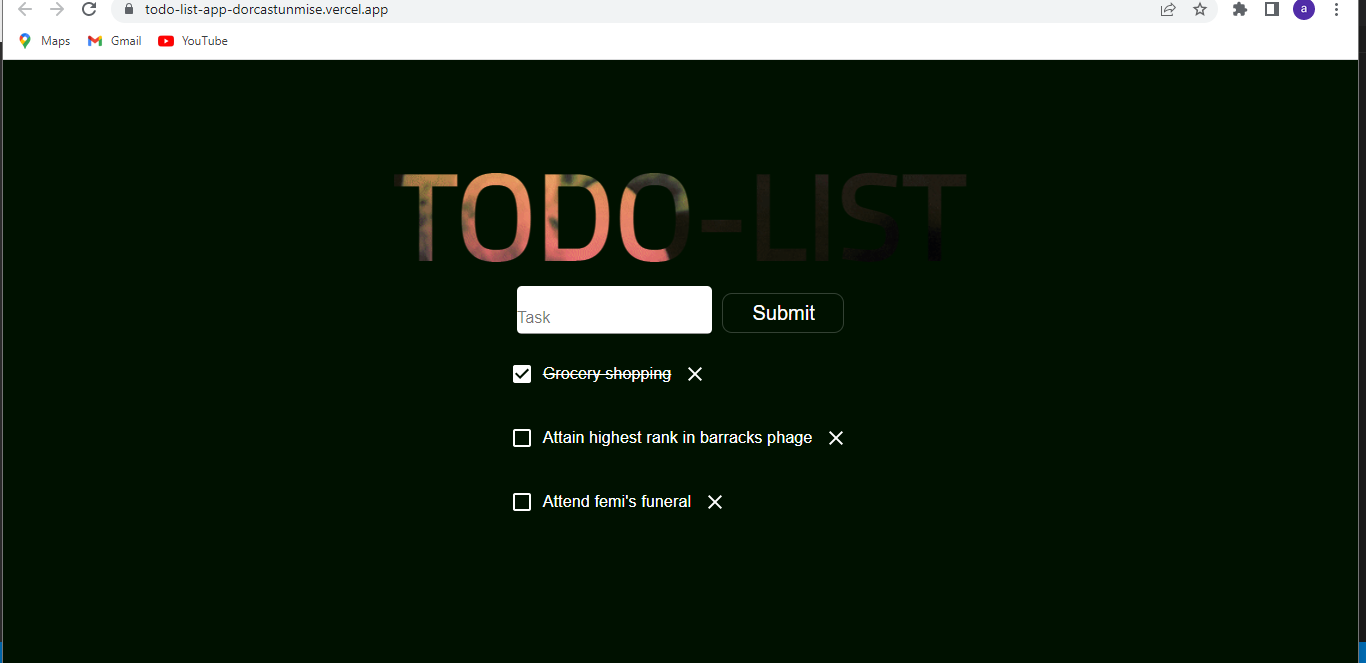 todo-list-app-dorcastunmise.vercel.app
a
Maps Gmail YouTube
TODO-LIST
Task Submit
Grocery shopping
Attain highest rank in barracks phage
Attend femi's funeral